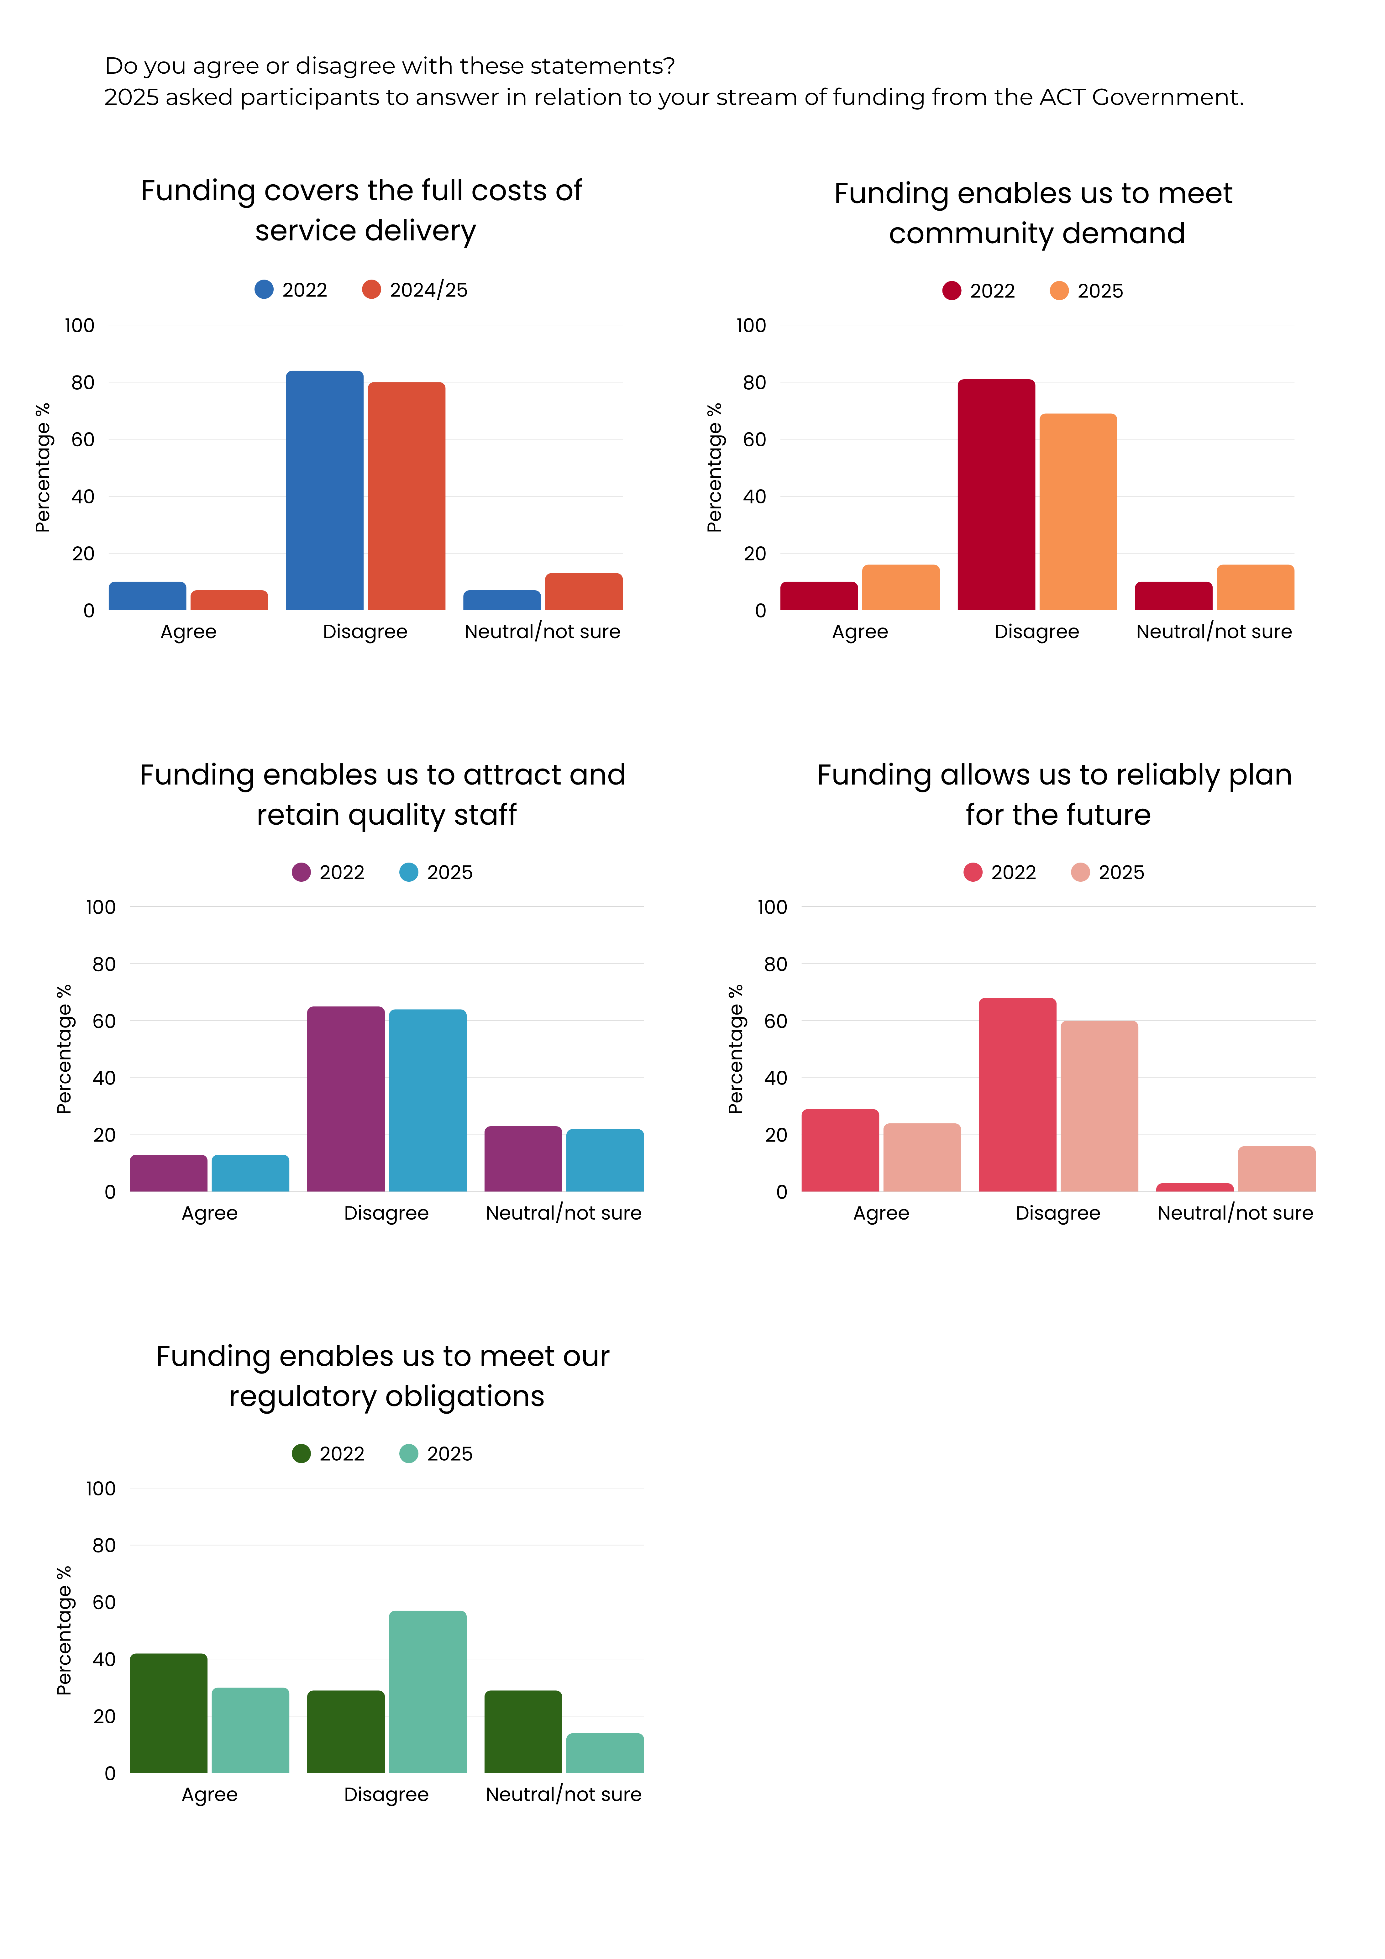 Do you agree or disagree with these statements?
2025 asked participants to answer in relation to your stream of funding from the ACT Government.
Funding covers the full costs of
service delivery
2022 2024/25
100
80
60
40
20
0
Percentage %
Agree Disagree Neutral/not sure
Funding enables us to meet
community demand
2022 2025
100
80
60
40
20
0
Percentage %
Agree Disagree Neutral/not sure
Funding enables us to attract and
retain quality staff
2022 2025
100
80
60
40
20
0
Percentage %
Agree Disagree Neutral/not sure
Funding allows us to reliably plan
for the future
2022 2025
100
80
60
40
20
0
Percentage %
Agree Disagree Neutral/not sure
Funding enables us to meet our
regulatory obligations
2022 2025
100
80
60
40
20
0
Percentage %
Agree Disagree Neutral/not sure